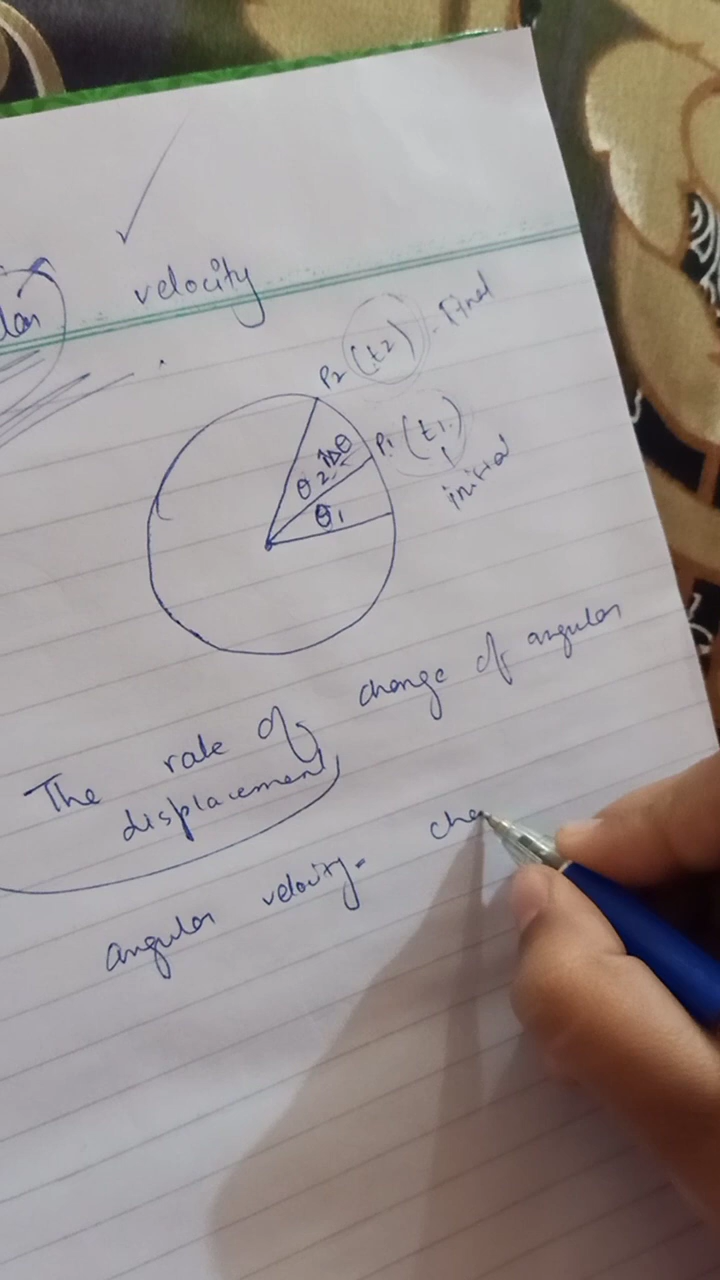 velocity
P2 (t2) - Final
P1 (t1)
initial
θ2 Δθ
θ1
The rate of change of angular
displacement
angular velocity. cha